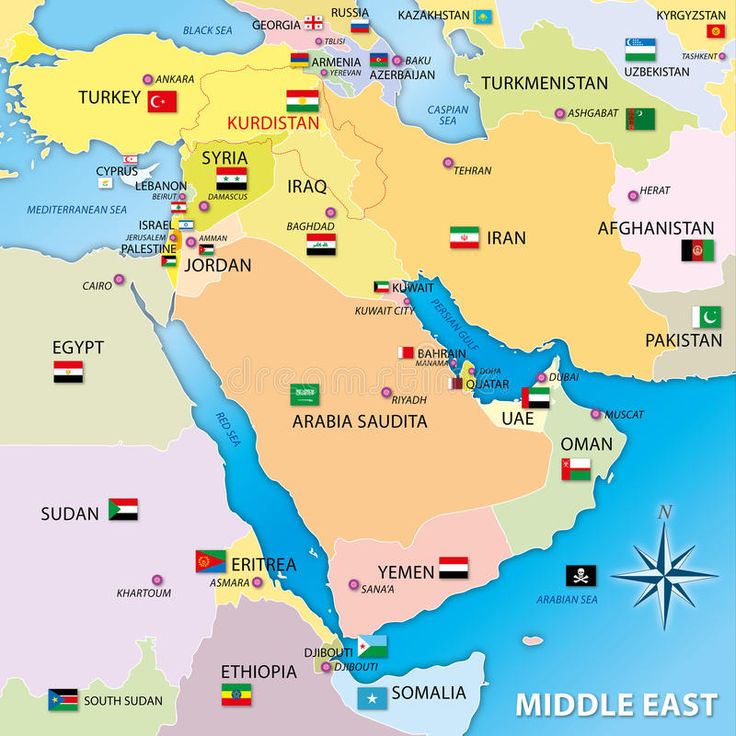 RUSSIA
KAZAKHSTAN
KYRGYZSTAN
GEORGIA
BLACK SEA
TBLISI
UZBEKISTAN
TASHKENT
ARMENIA
YEREVAN
BAKU
AZERBAIJAN
ANKARA
TURKEY
TURKMENISTAN
ASHGABAT
CASPIAN
SEA
KURDISTAN
SYRIA
TEHRAN
CYPRUS
LEBANON
BEIRUT
DAMASCUS
IRAQ
HERAT
MEDITERRANEAN SEA
ISRAEL
JERUSALEM
AMMAN
BAGHDAD
IRAN
AFGHANISTAN
PALESTINE
JORDAN
CAIRO
KUWAIT
KUWAIT CITY
PERSIAN GULF
PAKISTAN
EGYPT
BAHRAIN
MANAMA
DOHA
QUATAR
DUBAI
dreamstime
RIYADH
ARABIA SAUDITA
UAE
MUSCAT
RED SEA
OMAN
SUDAN
N
ERITREA
ASMARA
YEMEN
SANA'A
KHARTOUM
ARABIAN SEA
DJIBOUTI
DJIBOUTI
ETHIOPIA
SOUTH SUDAN
SOMALIA
MIDDLE EAST